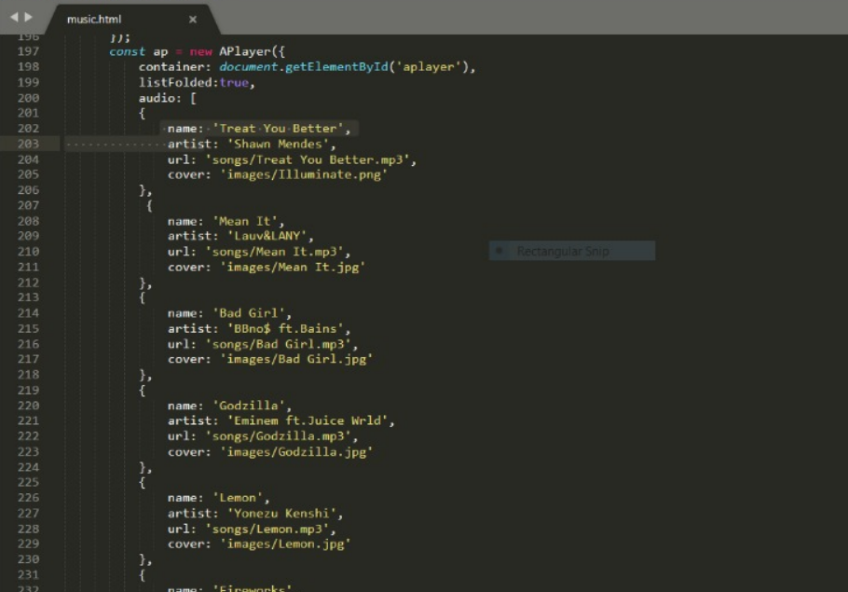 music.html ×
196 });
197 const ap = new APlayer({
198 container: document.getElementById('aplayer'),
199 listFolded:true,
200 audio: [
201 {
202 name: 'Treat You Better',
203 artist: 'Shawn Mendes',
204 url: 'songs/Treat You Better.mp3',
205 cover: 'images/Illuminate.png'
206 },
207 {
208 name: 'Mean It',
209 artist: 'Lauv&LANY',
210 url: 'songs/Mean It.mp3',
Rectangular Snip
211 cover: 'images/Mean It.jpg'
212 },
213 {
214 name: 'Bad Girl',
215 artist: 'BBno$ ft.Bains',
216 url: 'songs/Bad Girl.mp3',
217 cover: 'images/Bad Girl.jpg'
218 },
219 {
220 name: 'Godzilla',
221 artist: 'Eminem ft.Juice Wrld',
222 url: 'songs/Godzilla.mp3',
223 cover: 'images/Godzilla.jpg'
224 },
225 {
226 name: 'Lemon',
227 artist: 'Yonezu Kenshi',
228 url: 'songs/Lemon.mp3',
229 cover: 'images/Lemon.jpg'
230 },
231 {
232 name: 'Fireworks'